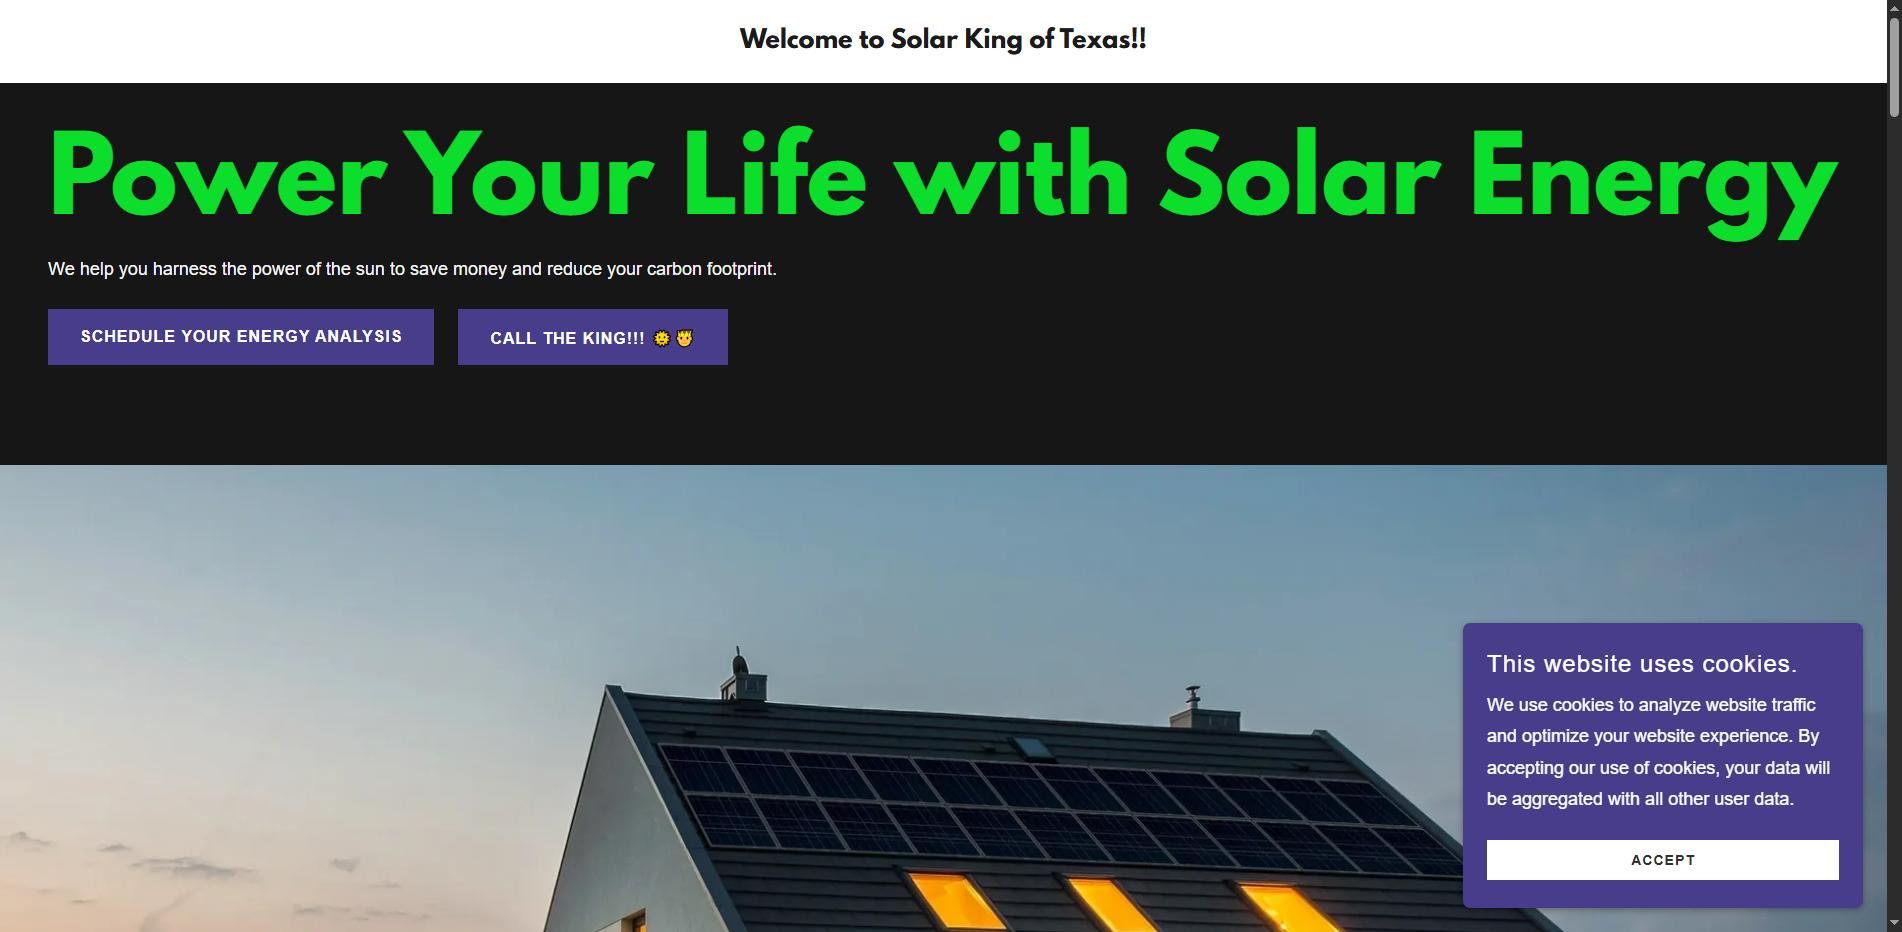 Welcome to Solar King of Texas!!
Power Your Life with Solar Energy
We help you harness the power of the sun to save money and reduce your carbon footprint.
SCHEDULE YOUR ENERGY ANALYSIS
CALL THE KING!!! 🌞🤴
This website uses cookies.
We use cookies to analyze website traffic
and optimize your website experience. By
accepting our use of cookies, your data will
be aggregated with all other user data.
ACCEPT